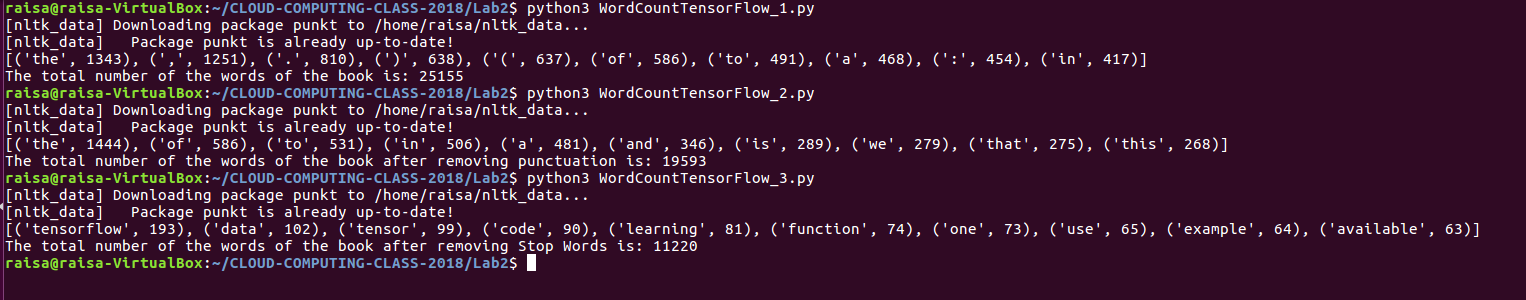 raisa@raisa-VirtualBox:~/CLOUD-COMPUTING-CLASS-2018/Lab2$ python3 WordCountTensorFlow_1.py
[nltk_data] Downloading package punkt to /home/raisa/nltk_data...
[nltk_data]   Package punkt is already up-to-date!
[('the', 1343), (',', 1251), ('.', 810), (')', 638), ('(', 637), ('of', 586), ('to', 491), ('a', 468), (':', 454), ('in', 417)]
The total number of the words of the book is: 25155
raisa@raisa-VirtualBox:~/CLOUD-COMPUTING-CLASS-2018/Lab2$ python3 WordCountTensorFlow_2.py
[nltk_data] Downloading package punkt to /home/raisa/nltk_data...
[nltk_data]   Package punkt is already up-to-date!
[('the', 1444), ('of', 586), ('to', 531), ('in', 506), ('a', 481), ('and', 346), ('is', 289), ('we', 279), ('that', 275), ('this', 268)]
The total number of the words of the book after removing punctuation is: 19593
raisa@raisa-VirtualBox:~/CLOUD-COMPUTING-CLASS-2018/Lab2$ python3 WordCountTensorFlow_3.py
[nltk_data] Downloading package punkt to /home/raisa/nltk_data...
[nltk_data]   Package punkt is already up-to-date!
[('tensorflow', 193), ('data', 102), ('tensor', 99), ('code', 90), ('learning', 81), ('function', 74), ('one', 73), ('use', 65), ('example', 64), ('available', 63)]
The total number of the words of the book after removing Stop Words is: 11220
raisa@raisa-VirtualBox:~/CLOUD-COMPUTING-CLASS-2018/Lab2$